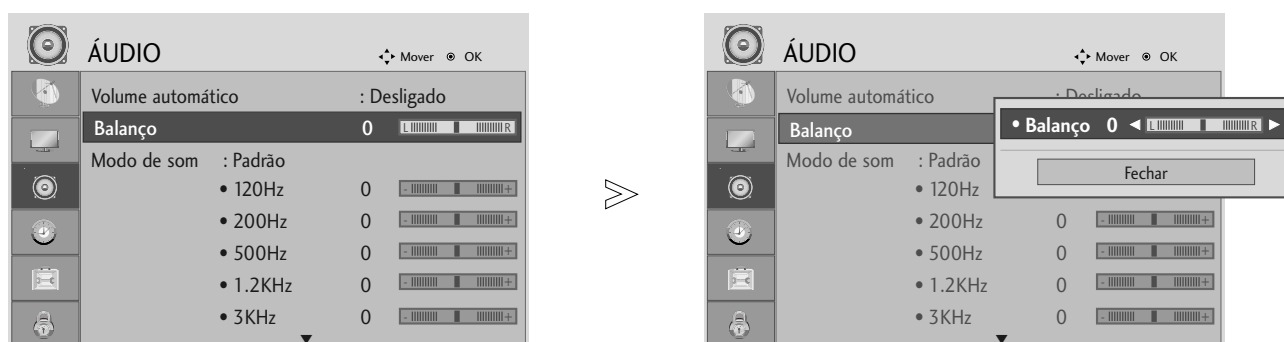 ÁUDIO
Mover OK
Volume automático : Desligado
Balanço 0 L R
Modo de som : Padrão
• 120Hz 0 - +
• 200Hz 0 - +
• 500Hz 0 - +
• 1.2KHz 0 - +
• 3KHz 0 - +
ÁUDIO
Mover OK
Volume automático : Desligado
Balanço
• Balanço 0 L R
Modo de som : Padrão
Fechar
• 120Hz
• 200Hz 0 - +
• 500Hz 0 - +
• 1.2KHz 0 - +
• 3KHz 0 - +